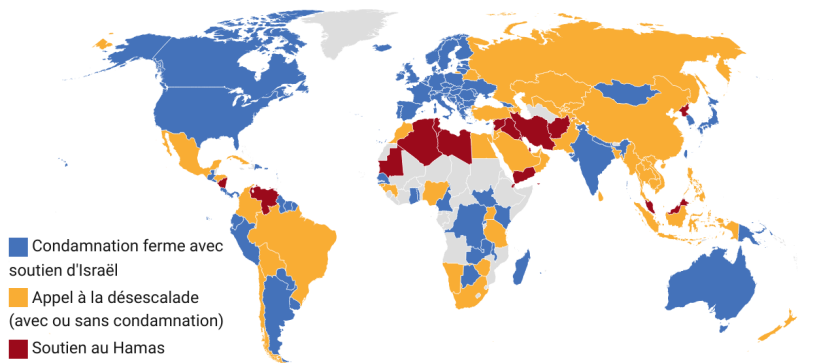 Condamnation ferme avec
soutien d'Israël
Appel à la désescalade
(avec ou sans condamnation)
Soutien au Hamas